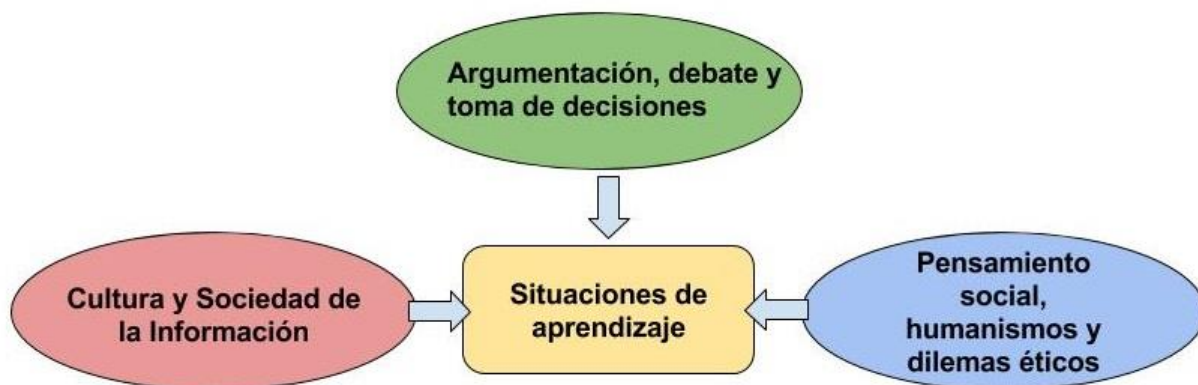 Argumentación, debate y
toma de decisiones
Cultura y Sociedad de
la Información
Situaciones de
aprendizaje
Pensamiento
social,
humanismos y
dilemas éticos